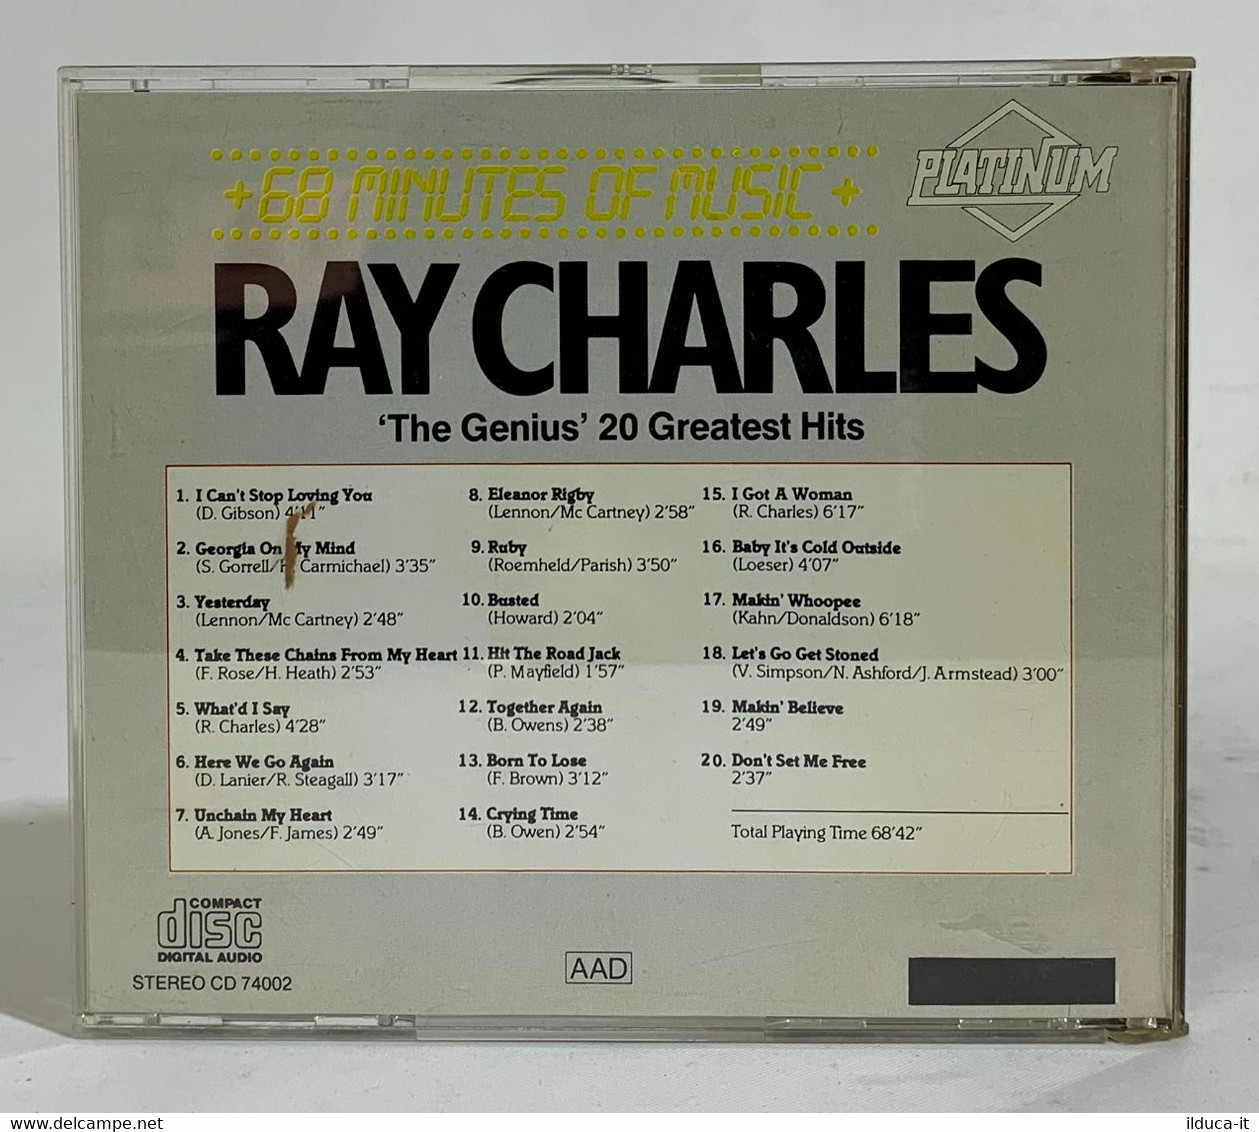 +68 MINUTES OF MUSIC+
PLATINUM
RAY CHARLES
‘The Genius’ 20 Greatest Hits
1. I Can't Stop Loving You
(D. Gibson) 4'11"
2. Georgia On My Mind
(S. Gorrell/H. Carmichael) 3'35"
3. Yesterday
(Lennon/Mc Cartney) 2'48"
4. Take These Chains From My Heart
(F. Rose/H. Heath) 2'53"
5. What'd I Say
(R. Charles) 4'28"
6. Here We Go Again
(D. Lanier/R. Steagall) 3'17"
7. Unchain My Heart
(A. Jones/F. James) 2'49"
8. Eleanor Rigby
(Lennon/Mc Cartney) 2'58"
9. Ruby
(Roemheld/Parish) 3'50"
10. Busted
(Howard) 2'04"
11. Hit The Road Jack
(P. Mayfield) 1'57"
12. Together Again
(B. Owens) 2'38"
13. Born To Lose
(F. Brown) 3'12"
14. Crying Time
(B. Owen) 2'54"
15. I Got A Woman
(R. Charles) 6'17"
16. Baby It's Cold Outside
(Loeser) 4'07"
17. Makin' Whoopee
(Kahn/Donaldson) 6'18"
18. Let's Go Get Stoned
(V. Simpson/N. Ashford/J. Armstead) 3'00"
19. Makin' Believe
2'49"
20. Don't Set Me Free
2'37"
Total Playing Time 68'42"
COMPACT
disc
DIGITAL AUDIO
STEREO CD 74002
AAD
www.delcampe.net
ilduca-it